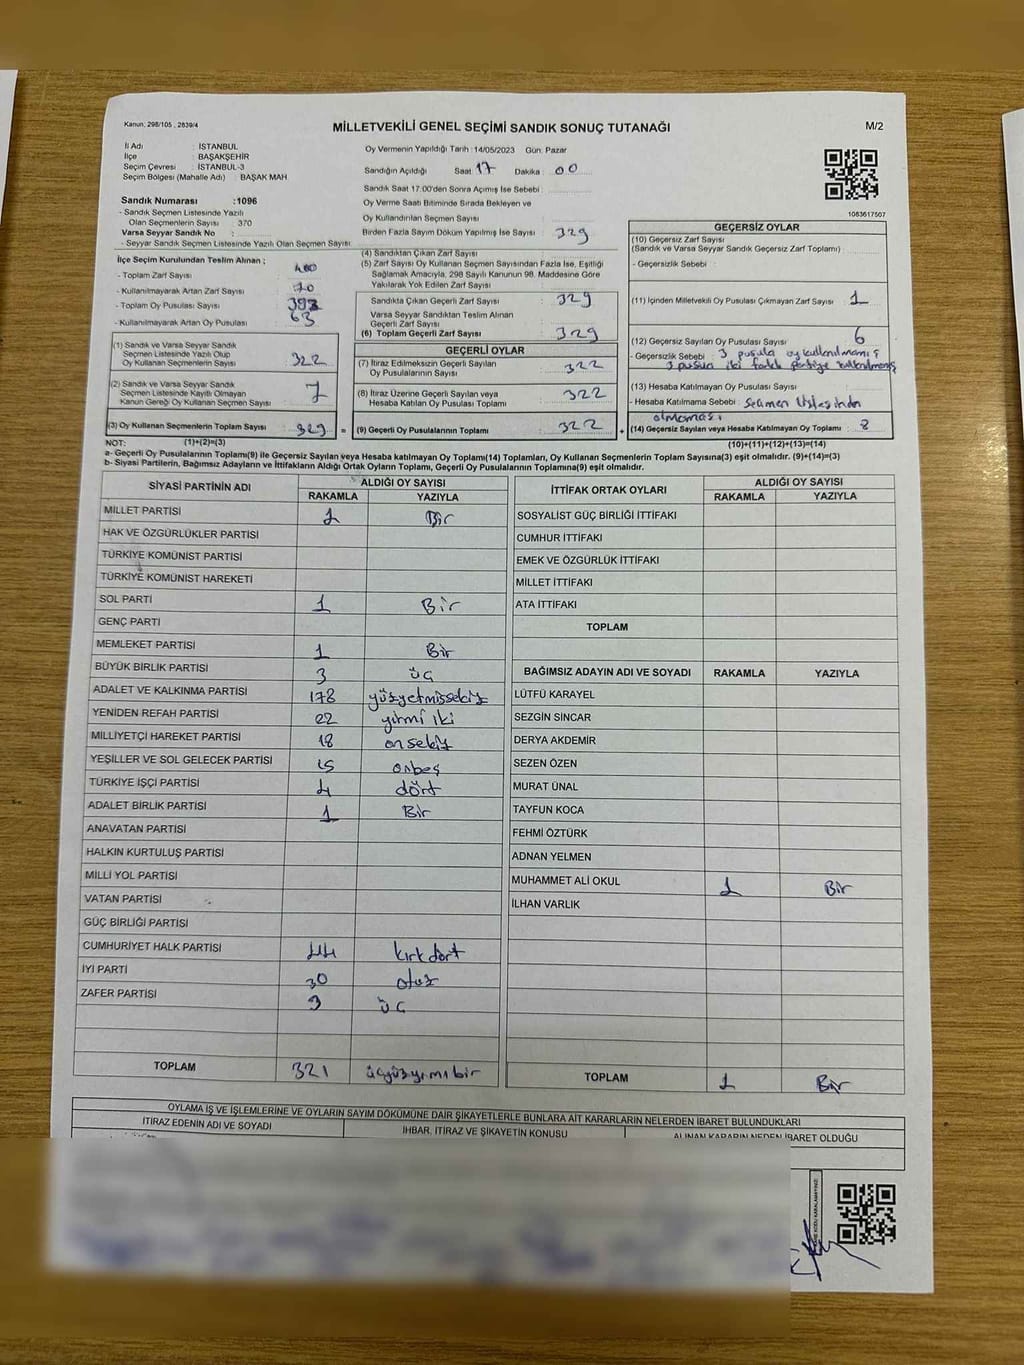 Kanun: 298/105 , 2839/4
MİLLETVEKİLİ GENEL SEÇİMİ SANDIK SONUÇ TUTANAĞI
M/2
İl Adı : İSTANBUL
İlçe : BAŞAKŞEHİR
Seçim Çevresi : İSTANBUL-3
Seçim Bölgesi (Mahalle Adı) : BAŞAK MAH
Sandık Numarası :1096
- Sandık Seçmen Listesinde Yazılı
Olan Seçmenlerin Sayısı : 370
Varsa Seyyar Sandık No :
- Seyyar Sandık Seçmen Listesinde Yazılı Olan Seçmen Sayısı
İlçe Seçim Kurulundan Teslim Alınan ;
- Toplam Zarf Sayısı : 400
- Kullanılmayarak Artan Zarf Sayısı : 70
- Toplam Oy Pusulası Sayısı
- Kullanılmayarak Artan Oy Pusulası : 63
(1) Sandık ve Varsa Seyyar Sandık
Seçmen Listesinde Yazılı Olup
Oy Kullanan Seçmenlerin Sayısı : 322
(2) Sandık ve Varsa Seyyar Sandık
Seçmen Listesinde Kayıtlı Olmayan
Kanun Gereği Oy Kullanan Seçmen Sayısı : 7
(3) Oy Kullanan Seçmenlerin Toplam Sayısı : 329 =
Oy Vermenin Yapıldığı Tarih :14/05/2023 Gün: Pazar
Sandığın Açıldığı Saat : 17 Dakika : 00
Sandık Saat 17:00'den Sonra Açılmış İse Sebebi :
Oy Verme Saati Bitiminde Sırada Bekleyen ve
Oy Kullandırılan Seçmen Sayısı :
Birden Fazla Sayım Döküm Yapılmış İse Sayısı : 329
(4) Sandıktan Çıkan Zarf Sayısı :
(5) Zarf Sayısı Oy Kullanan Seçmen Sayısından Fazla İse, Eşitliği
Sağlamak Amacıyla, 298 Sayılı Kanunun 98. Maddesine Göre
Yakılarak Yok Edilen Zarf Sayısı :
Sandıkta Çıkan Geçerli Zarf Sayısı : 329
Varsa Seyyar Sandıktan Teslim Alınan
Geçerli Zarf Sayısı :
(6) Toplam Geçerli Zarf Sayısı : 329
GEÇERLİ OYLAR
(7) İtiraz Edilmeksizin Geçerli Sayılan
Oy Pusulalarının Toplamı : 322
(8) İtiraz Üzerine Geçerli Sayılan veya
Hesaba Katılan Oy Pusulası Toplamı : 322
(9) Geçerli Oy Pusulalarının Toplamı : 322 +
1083617507
GEÇERSİZ OYLAR
(10) Geçersiz Zarf Sayısı
(Sandık ve Varsa Seyyar Sandık Geçersiz Zarf Toplamı) :
- Geçersizlik Sebebi :
(11) İçinden Milletvekili Oy Pusulası Çıkmayan Zarf Sayısı : 1
(12) Geçersiz Sayılan Oy Pusulası Sayısı : 6
- Geçersizlik Sebebi : 3 pusula oy kullanılmamış
3 pusula iki farklı partiye kullanılmamış
(13) Hesaba Katılmayan Oy Pusulası Sayısı :
- Hesaba Katılmama Sebebi : Seçmen listesinden
olmaması
(14) Geçersiz Sayılan veya Hesaba Katılmayan Oy Toplamı : 8
NOT: (1)+(2)=(3) (10)+(11)+(12)+(13)=(14)
a- Geçerli Oy Pusulalarının Toplamı(9) ile Geçersiz Sayılan veya Hesaba katılmayan Oy Toplamı(14) Toplamları, Oy Kullanan Seçmenlerin Toplam Sayısına(3) eşit olmalıdır. (9)+(14)=(3)
b- Siyasi Partilerin, Bağımsız Adayların ve İttifakların Aldığı Ortak Oyların Toplamı, Geçerli Oy Pusulalarının Toplamına(9) eşit olmalıdır.
SİYASİ PARTİNİN ADI ALDIĞI OY SAYISI
RAKAMLA YAZIYLA
MİLLET PARTİSİ 1 Bir
HAK VE ÖZGÜRLÜKLER PARTİSİ
TÜRKİYE KOMÜNİST PARTİSİ
TÜRKİYE KOMÜNİST HAREKETİ
SOL PARTİ 1 Bir
GENÇ PARTİ
MEMLEKET PARTİSİ 1 Bir
BÜYÜK BİRLİK PARTİSİ 3 üç
ADALET VE KALKINMA PARTİSİ 178 yüzyetmişsekiz
YENİDEN REFAH PARTİSİ 22 yirmi iki
MİLLİYETÇİ HAREKET PARTİSİ 18 onsekiz
YEŞİLLER VE SOL GELECEK PARTİSİ 15 onbeş
TÜRKİYE İŞÇİ PARTİSİ 4 dört
ADALET BİRLİK PARTİSİ 1 Bir
ANAVATAN PARTİSİ
HALKIN KURTULUŞ PARTİSİ
MİLLİ YOL PARTİSİ
VATAN PARTİSİ
GÜÇ BİRLİĞİ PARTİSİ
CUMHURİYET HALK PARTİSİ 44 kırkdört
İYİ PARTİ 30 otuz
ZAFER PARTİSİ 3 üç
TOPLAM 321 üçyüzyirmibir
İTTİFAK ORTAK OYLARI ALDIĞI OY SAYISI
RAKAMLA YAZIYLA
SOSYALİST GÜÇ BİRLİĞİ İTTİFAKI
CUMHUR İTTİFAKI
EMEK VE ÖZGÜRLÜK İTTİFAKI
MİLLET İTTİFAKI
ATA İTTİFAKI
TOPLAM
BAĞIMSIZ ADAYIN ADI VE SOYADI RAKAMLA YAZIYLA
LÜTFÜ KARAYEL
SEZGİN SİNCAR
DERYA AKDEMİR
SEZEN ÖZEN
MURAT ÜNAL
TAYFUN KOCA
FEHMİ ÖZTÜRK
ADNAN YELMEN
MUHAMMET ALİ OKUL 1 Bir
İLHAN VARLIK
TOPLAM 1 Bir
OYLAMA İŞ VE İŞLEMLERİNE VE OYLARIN SAYIM DÖKÜMÜNE DAİR ŞİKAYETLERLE BUNLARA AİT KARARLARIN NELERDEN İBARET BULUNDUKLARI
İTİRAZ EDENİN ADI VE SOYADI İHBAR, İTİRAZ VE ŞİKAYETİN KONUSU ALINAN KARARIN NEDEN İBARET OLDUĞU